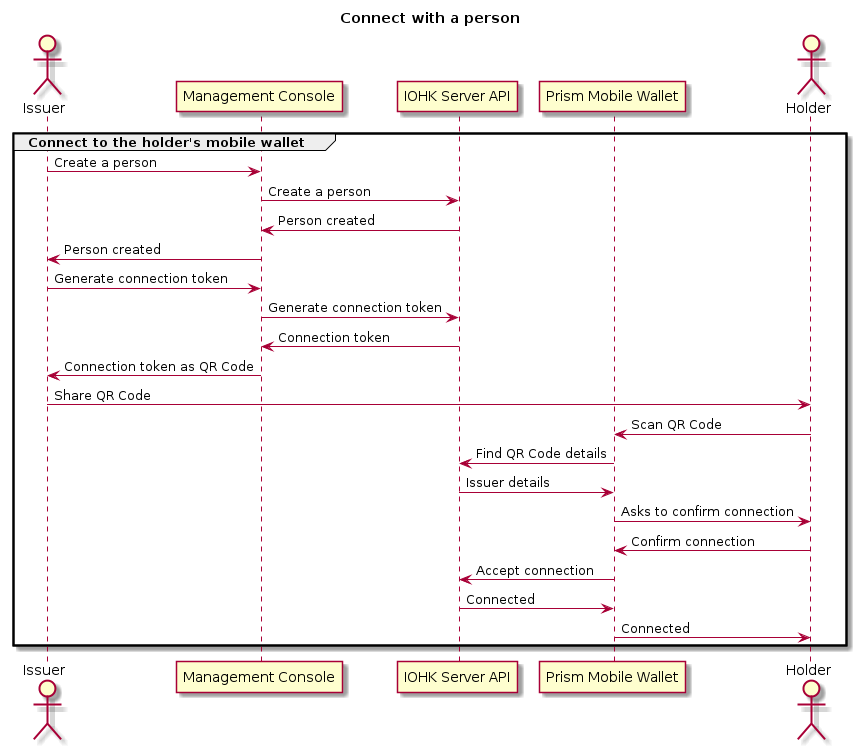 Connect with a person
Issuer
Management Console
IOHK Server API
Prism Mobile Wallet
Holder
Connect to the holder's mobile wallet
Create a person
Create a person
Person created
Person created
Generate connection token
Generate connection token
Connection token
Connection token as QR Code
Share QR Code
Scan QR Code
Find QR Code details
Issuer details
Asks to confirm connection
Confirm connection
Accept connection
Connected
Connected
Issuer
Management Console
IOHK Server API
Prism Mobile Wallet
Holder